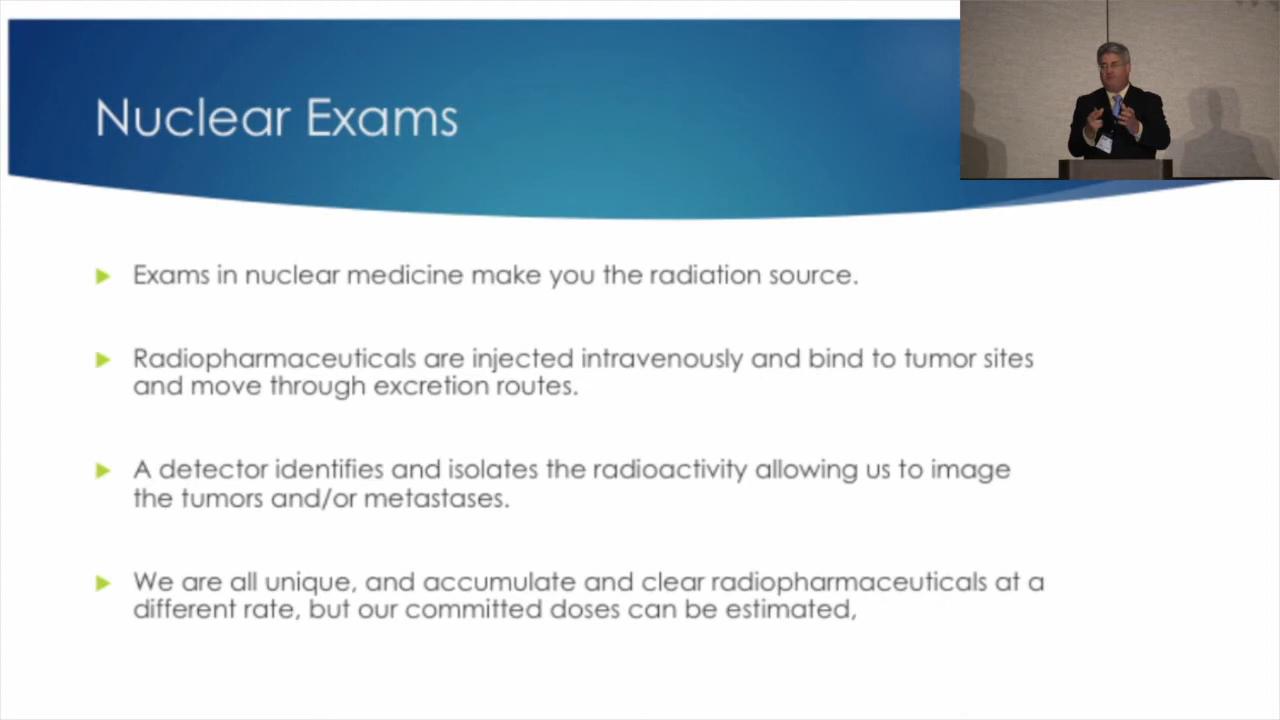 Nuclear Exams
Exams in nuclear medicine make you the radiation source.
Radiopharmaceuticals are injected intravenously and bind to tumor sites
and move through excretion routes.
A detector identifies and isolates the radioactivity allowing us to image
the tumors and/or metastases.
We are all unique, and accumulate and clear radiopharmaceuticals at a
different rate, but our committed doses can be estimated,